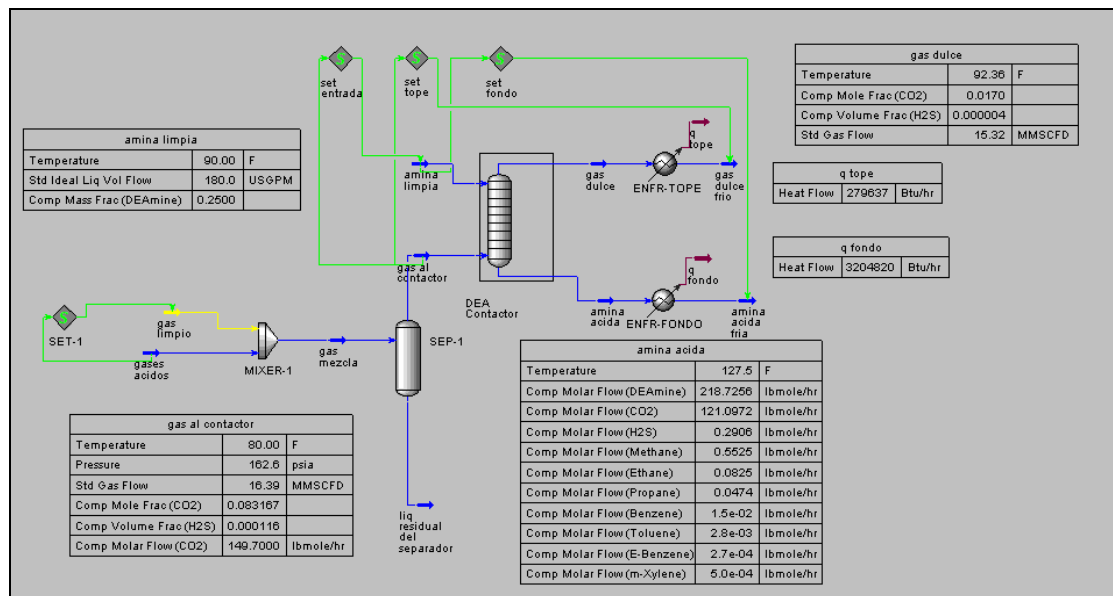 set
entrada
set
tope
set
fondo
gas dulce
Temperature 92.36 F
Comp Mole Frac (CO2) 0.0170
Comp Volume Frac (H2S) 0.000004
Std Gas Flow 15.32 MMSCFD
amina limpia
Temperature 90.00 F
Std Ideal Liq Vol Flow 180.0 USGPM
Comp Mass Frac (DEAmine) 0.2500
amina
limpia
gas
dulce
q
tope
ENFR-TOPE
gas
dulce
frio
q tope
Heat Flow 279637 Btu/hr
q fondo
Heat Flow 3204820 Btu/hr
gas al
contactor
DEA
Contactor
amina
acida
q
fondo
ENFR-FONDO
amina
acida
fria
SET-1
gas
limpio
gases
acidos
MIXER-1
gas
mezcla
SEP-1
liq
residual
del
separador
gas al contactor
Temperature 80.00 F
Pressure 162.6 psia
Std Gas Flow 16.39 MMSCFD
Comp Mole Frac (CO2) 0.083167
Comp Volume Frac (H2S) 0.000116
Comp Molar Flow (CO2) 149.7000 lbmole/hr
amina acida
Temperature 127.5 F
Comp Molar Flow (DEAmine) 218.7256 lbmole/hr
Comp Molar Flow (CO2) 121.0972 lbmole/hr
Comp Molar Flow (H2S) 0.2906 lbmole/hr
Comp Molar Flow (Methane) 0.5525 lbmole/hr
Comp Molar Flow (Ethane) 0.0825 lbmole/hr
Comp Molar Flow (Propane) 0.0474 lbmole/hr
Comp Molar Flow (Benzene) 1.5e-02 lbmole/hr
Comp Molar Flow (Toluene) 2.8e-03 lbmole/hr
Comp Molar Flow (E-Benzene) 2.7e-04 lbmole/hr
Comp Molar Flow (m-Xylene) 5.0e-04 lbmole/hr